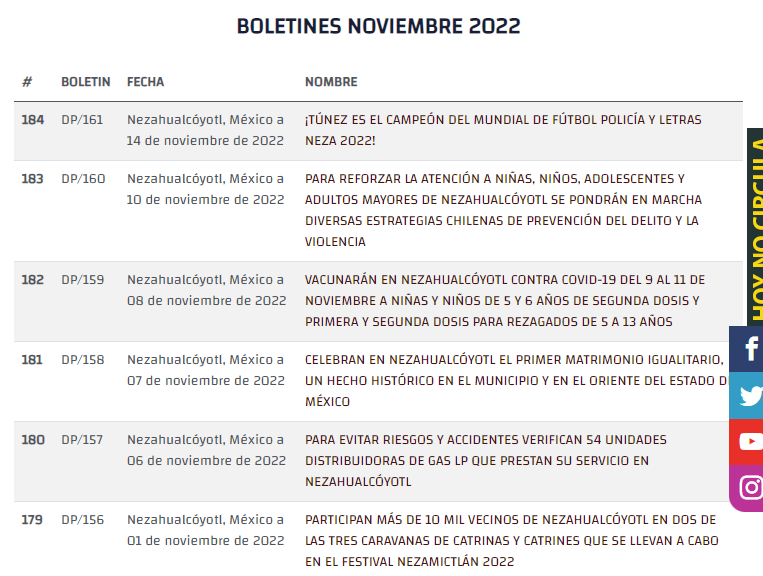 BOLETINES NOVIEMBRE 2022
# BOLETIN FECHA NOMBRE
184 DP/161 Nezahualcóyotl, México a ¡TÚNEZ ES EL CAMPEÓN DEL MUNDIAL DE FÚTBOL POLICÍA Y LETRAS
14 de noviembre de 2022 NEZA 2022!
183 DP/160 Nezahualcóyotl, México a PARA REFORZAR LA ATENCIÓN A NIÑAS, NIÑOS, ADOLESCENTES Y
10 de noviembre de 2022 ADULTOS MAYORES DE NEZAHUALCÓYOTL SE PONDRÁN EN MARCHA
DIVERSAS ESTRATEGIAS CHILENAS DE PREVENCIÓN DEL DELITO Y LA
VIOLENCIA
182 DP/159 Nezahualcóyotl, México a VACUNARÁN EN NEZAHUALCÓYOTL CONTRA COVID-19 DEL 9 AL 11 DE
08 de noviembre de 2022 NOVIEMBRE A NIÑAS Y NIÑOS DE 5 Y 6 AÑOS DE SEGUNDA DOSIS Y
PRIMERA Y SEGUNDA DOSIS PARA REZAGADOS DE 5 A 13 AÑOS
181 DP/158 Nezahualcóyotl, México a CELEBRAN EN NEZAHUALCÓYOTL EL PRIMER MATRIMONIO IGUALITARIO,
07 de noviembre de 2022 UN HECHO HISTÓRICO EN EL MUNICIPIO Y EN EL ORIENTE DEL ESTADO
MÉXICO
180 DP/157 Nezahualcóyotl, México a PARA EVITAR RIESGOS Y ACCIDENTES VERIFICAN 54 UNIDADES
06 de noviembre de 2022 DISTRIBUIDORAS DE GAS LP QUE PRESTAN SU SERVICIO EN
NEZAHUALCÓYOTL
179 DP/156 Nezahualcóyotl, México a PARTICIPAN MÁS DE 10 MIL VECINOS DE NEZAHUALCÓYOTL EN DOS DE
01 de noviembre de 2022 LAS TRES CARAVANAS DE CATRINAS Y CATRINES QUE SE LLEVAN A CABO
EN EL FESTIVAL NEZAMICTLÁN 2022
HOY NO CIRCULA